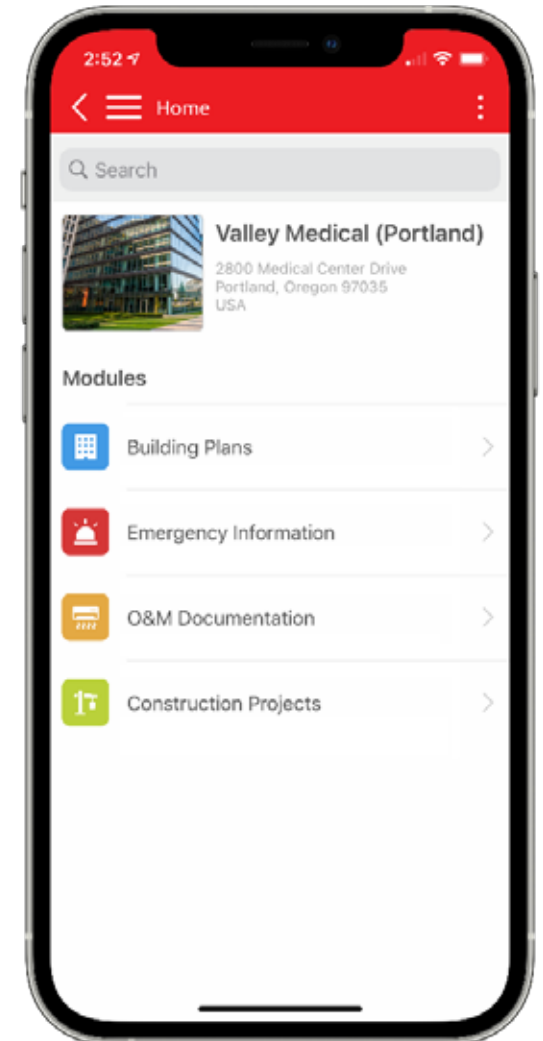 2:52
Home
Search
Valley Medical (Portland)
2800 Medical Center Drive
Portland, Oregon 97035
USA
Modules
Building Plans
Emergency Information
O&M Documentation
Construction Projects